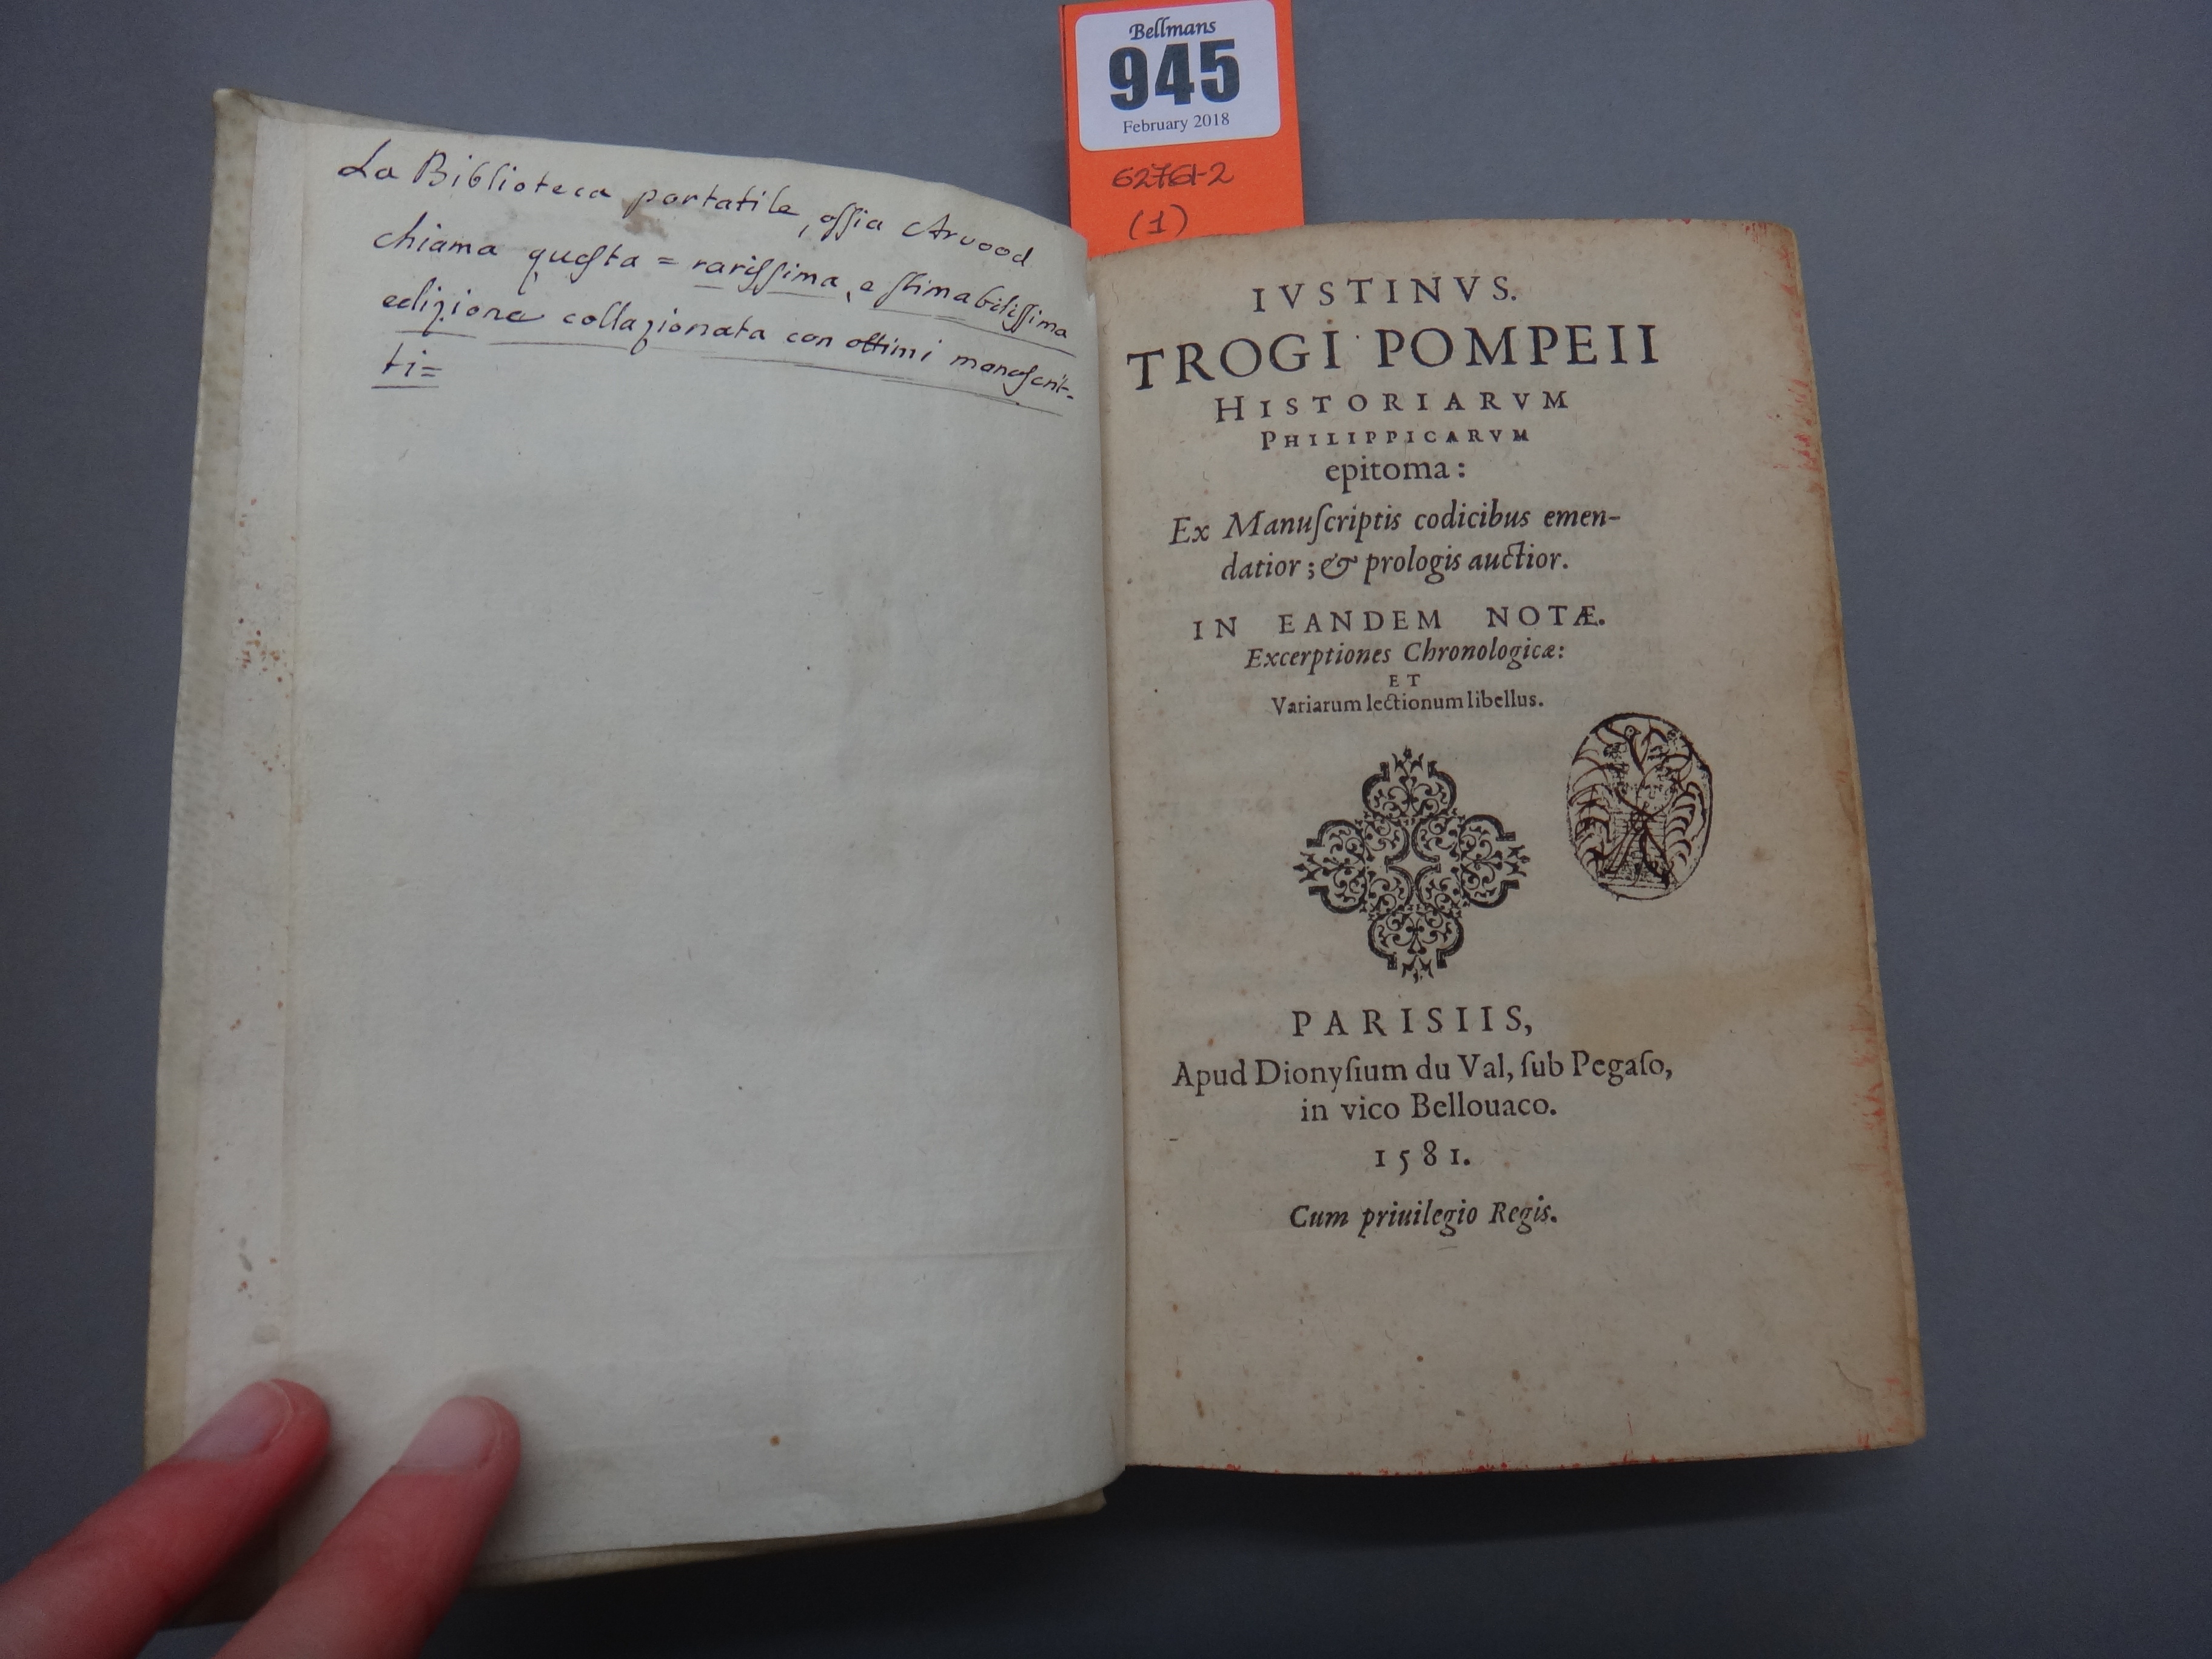 Bellmans
945
February 2018
62761-2
(1)
La Biblioteca portatile, oſſia Arvood
chiama queſta = rariſſima, e ſtimabiliſſima
edizione collazionata con ottimi manoſcrit-
ti=
IVSTINVS.
TROGI POMPEII
HISTORIARVM
PHILIPPICARVM
epitoma:
Ex Manuſcriptis codicibus emen-
datior; & prologis auctior.
IN EANDEM NOTÆ.
Excerptiones Chronologicæ:
ET
Variarum lectionum libellus.
PARISIIS,
Apud Dionyſium du Val, ſub Pegaſo,
in vico Bellouaco.
1581.
Cum priuilegio Regis.